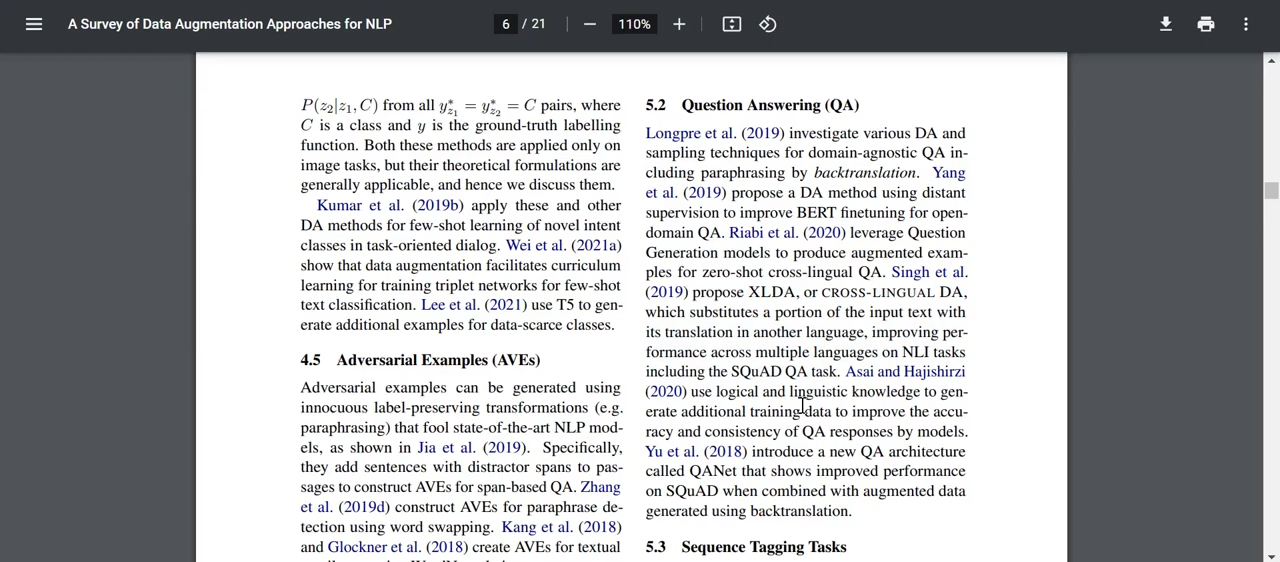 A Survey of Data Augmentation Approaches for NLP
6 / 21
110%
P(z₂|z₁, C) from all y*_z₁ = y*_z₂ = C pairs, where
C is a class and y is the ground-truth labelling
function. Both these methods are applied only on
image tasks, but their theoretical formulations are
generally applicable, and hence we discuss them.
Kumar et al. (2019b) apply these and other
DA methods for few-shot learning of novel intent
classes in task-oriented dialog. Wei et al. (2021a)
show that data augmentation facilitates curriculum
learning for training triplet networks for few-shot
text classification. Lee et al. (2021) use T5 to gen-
erate additional examples for data-scarce classes.
4.5 Adversarial Examples (AVEs)
Adversarial examples can be generated using
innocuous label-preserving transformations (e.g.
paraphrasing) that fool state-of-the-art NLP mod-
els, as shown in Jia et al. (2019). Specifically,
they add sentences with distractor spans to pas-
sages to construct AVEs for span-based QA. Zhang
et al. (2019d) construct AVEs for paraphrase de-
tection using word swapping. Kang et al. (2018)
and Glockner et al. (2018) create AVEs for textual
5.2 Question Answering (QA)
Longpre et al. (2019) investigate various DA and
sampling techniques for domain-agnostic QA in-
cluding paraphrasing by backtranslation. Yang
et al. (2019) propose a DA method using distant
supervision to improve BERT finetuning for open-
domain QA. Riabi et al. (2020) leverage Question
Generation models to produce augmented exam-
ples for zero-shot cross-lingual QA. Singh et al.
(2019) propose XLDA, or CROSS-LINGUAL DA,
which substitutes a portion of the input text with
its translation in another language, improving per-
formance across multiple languages on NLI tasks
including the SQuAD QA task. Asai and Hajishirzi
(2020) use logical and linguistic knowledge to gen-
erate additional training data to improve the accu-
racy and consistency of QA responses by models.
Yu et al. (2018) introduce a new QA architecture
called QANet that shows improved performance
on SQuAD when combined with augmented data
generated using backtranslation.
5.3 Sequence Tagging Tasks